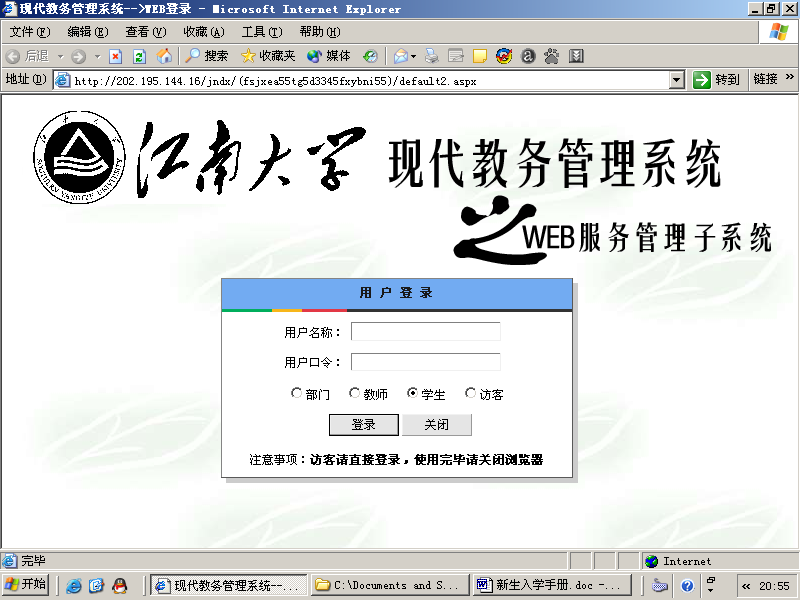 现代教务管理系统-->WEB登录 - Microsoft Internet Explorer
文件(F) 编辑(E) 查看(V) 收藏(A) 工具(T) 帮助(H)
后退 搜索 收藏夹 媒体
地址(D) http://202.195.144.16/jndx/(fsjxea55tg5d3345fxybni55)/default2.aspx 转到 链接 »
江南大学 现代教务管理系统
之WEB服务管理子系统
SOUTHERN YANGTZE UNIVERSITY
用 户 登 录
用户名称：
用户口令：
部门 教师 学生 访客
登录 关闭
注意事项：访客请直接登录，使用完毕请关闭浏览器
完毕 Internet
开始 现代教务管理系统--... C:\Documents and S... 新生入学手册.doc -... « 20:55